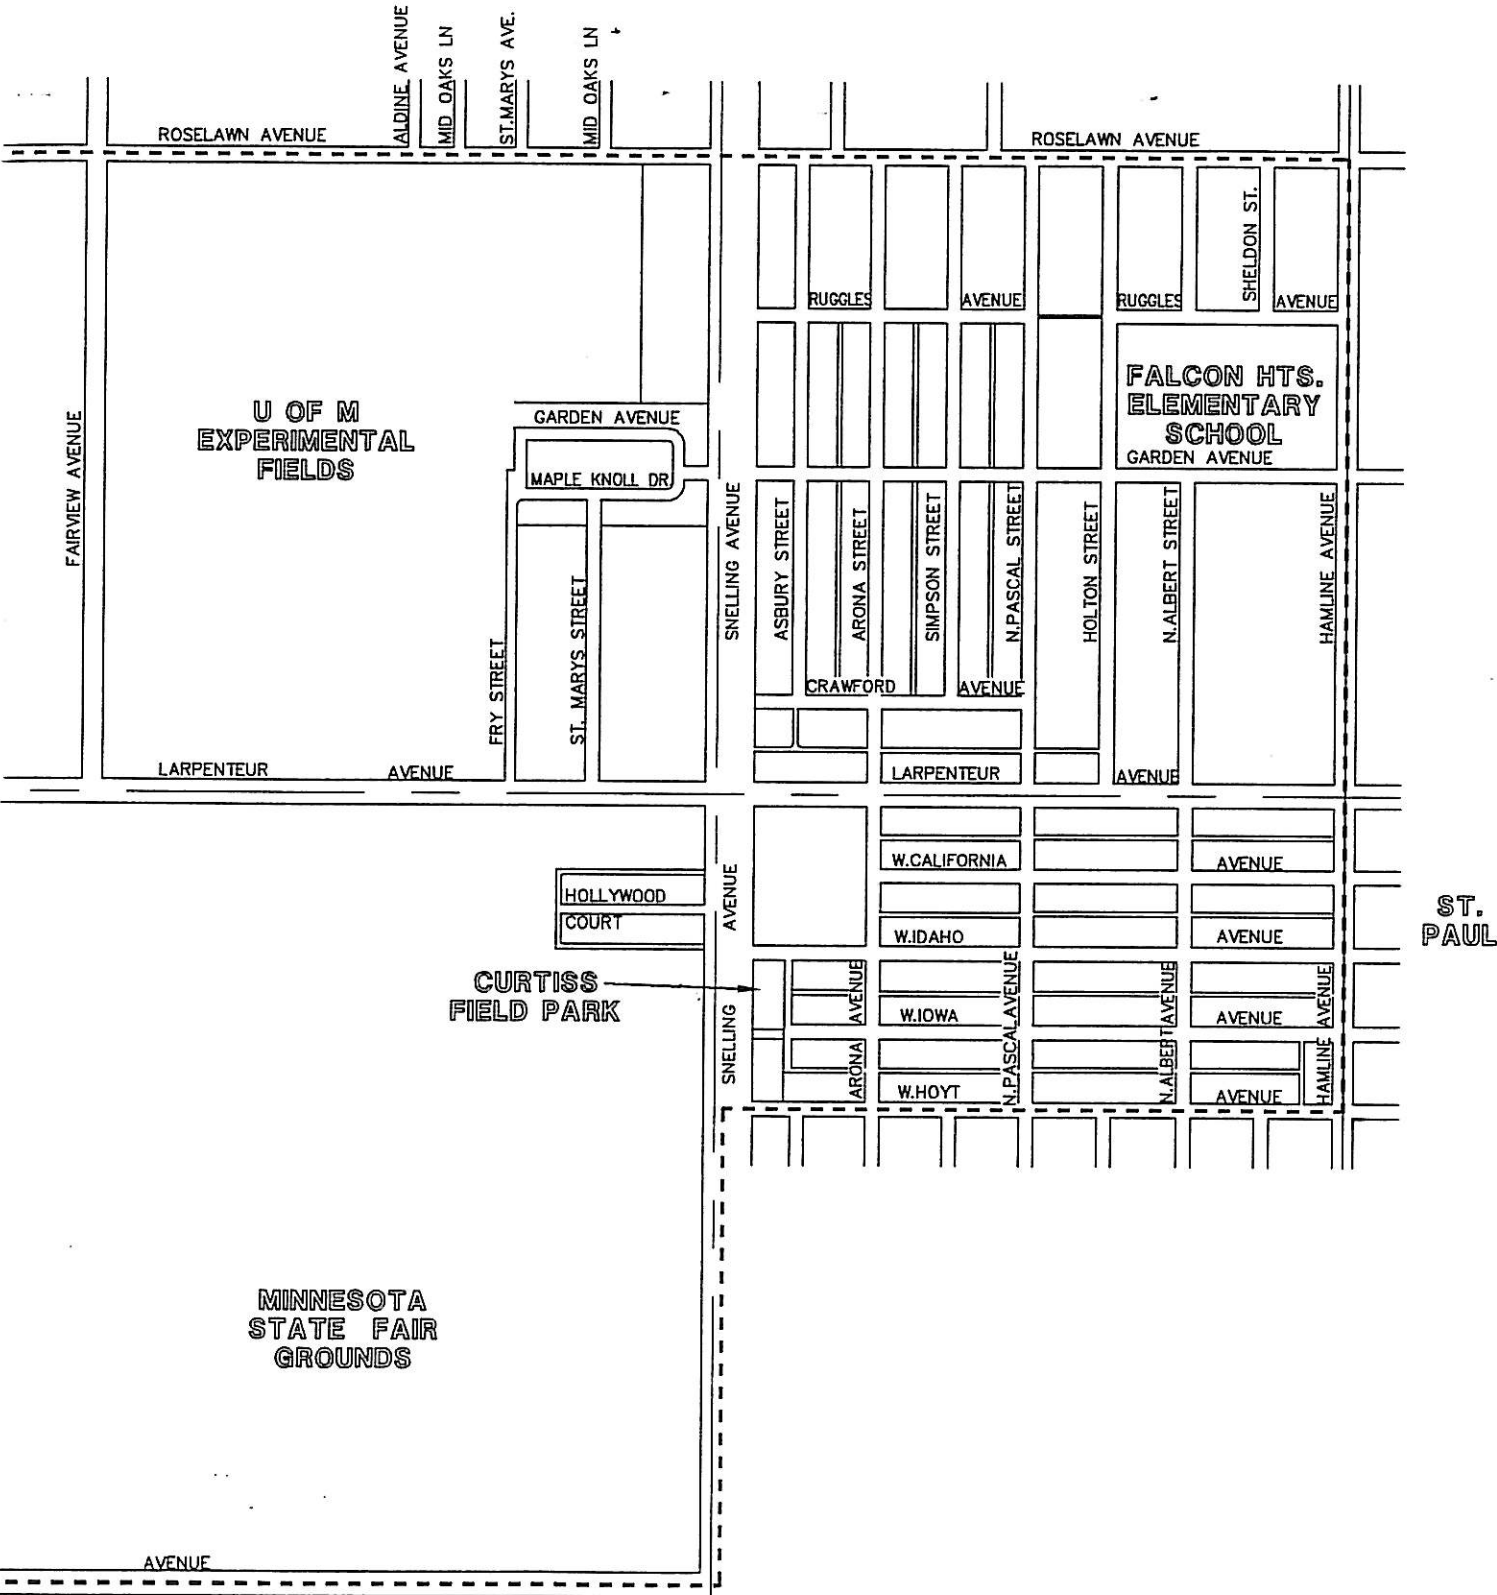 ALDINE AVENUE
MID OAKS LN
ST.MARYS AVE.
MID OAKS LN
ROSELAWN AVENUE
ROSELAWN AVENUE
SHELDON ST.
RUGGLES
AVENUE
RUGGLES
AVENUE
U OF M
EXPERIMENTAL
FIELDS
FALCON HTS.
ELEMENTARY
SCHOOL
GARDEN AVENUE
GARDEN AVENUE
MAPLE KNOLL DR
FAIRVIEW AVENUE
FRY STREET
ST. MARYS STREET
SNELLING AVENUE
ASBURY STREET
ARONA STREET
SIMPSON STREET
N.PASCAL STREET
HOLTON STREET
N.ALBERT STREET
HAMLINE AVENUE
CRAWFORD
AVENUE
LARPENTEUR
AVENUE
LARPENTEUR
AVENUE
W.CALIFORNIA
AVENUE
HOLLYWOOD
COURT
W.IDAHO
AVENUE
ST.
PAUL
CURTISS
FIELD PARK
SNELLING
AVENUE
ARONA
AVENUE
N.PASCAL AVENUE
N.ALBERT AVENUE
HAMLINE AVENUE
W.IOWA
AVENUE
W.HOYT
AVENUE
MINNESOTA
STATE FAIR
GROUNDS
AVENUE